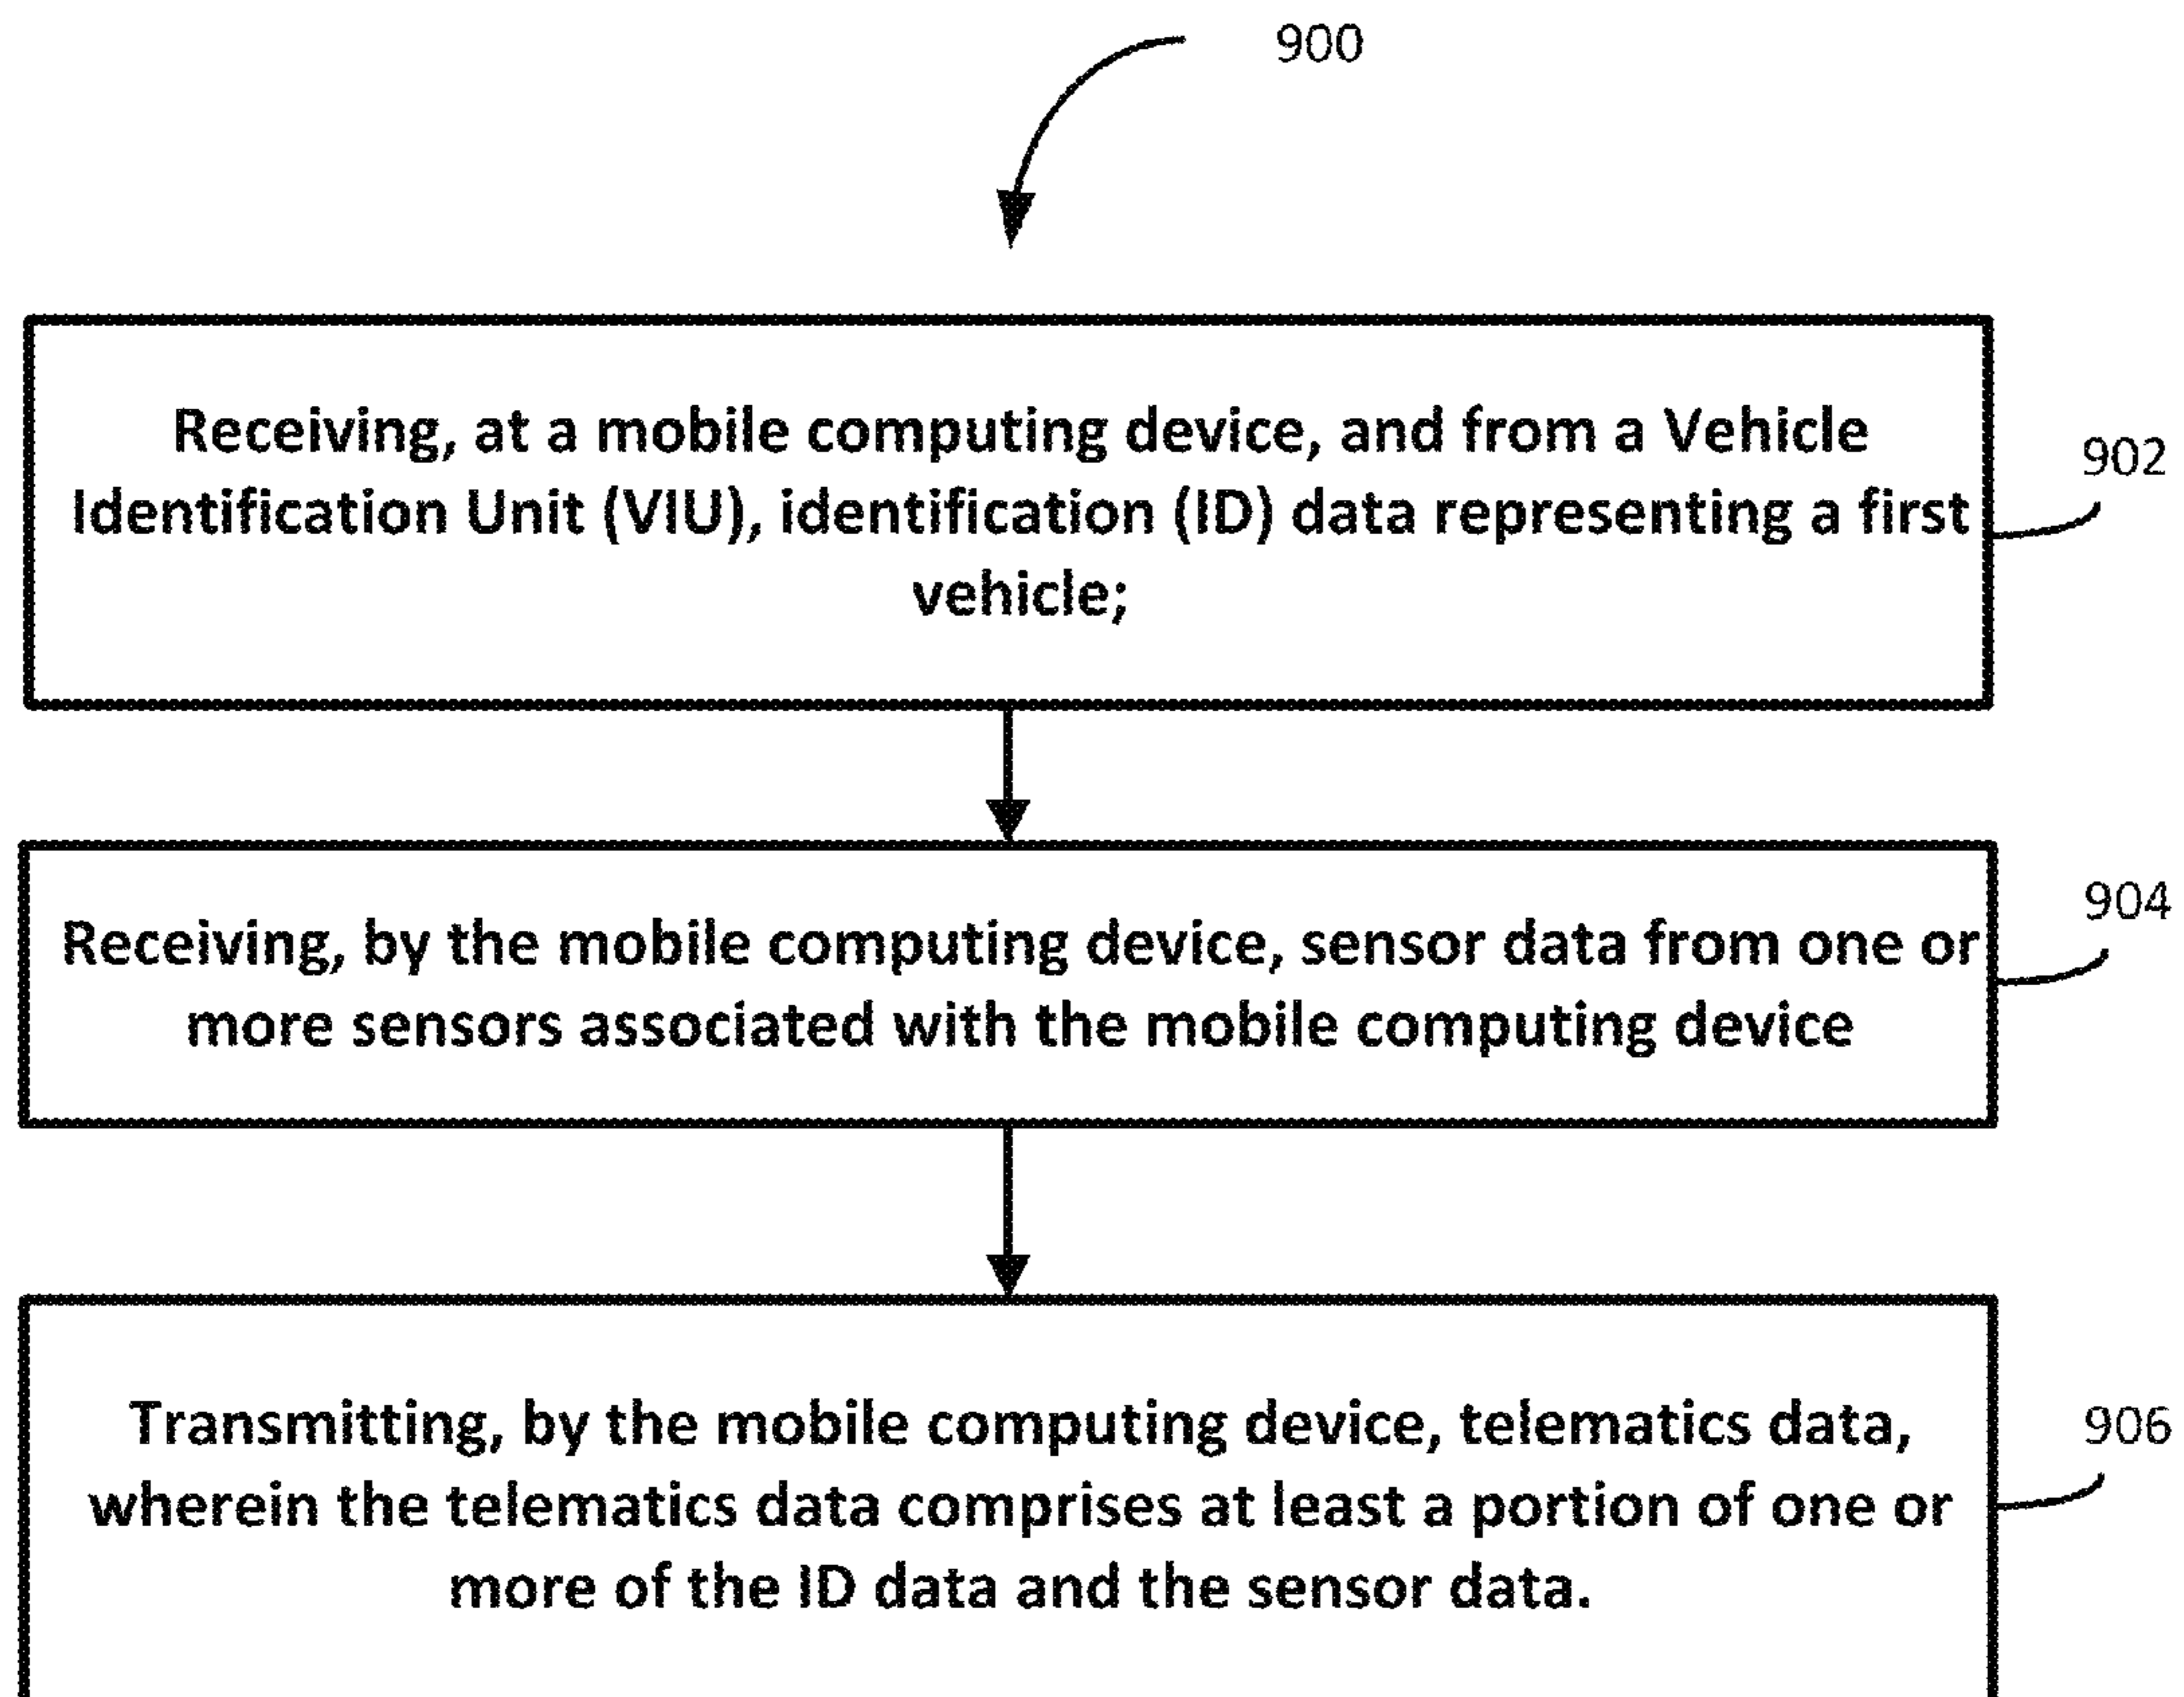 900
Receiving, at a mobile computing device, and from a Vehicle
Identification Unit (VIU), identification (ID) data representing a first
vehicle;
902
Receiving, by the mobile computing device, sensor data from one or
more sensors associated with the mobile computing device
904
Transmitting, by the mobile computing device, telematics data,
wherein the telematics data comprises at least a portion of one or
more of the ID data and the sensor data.
906